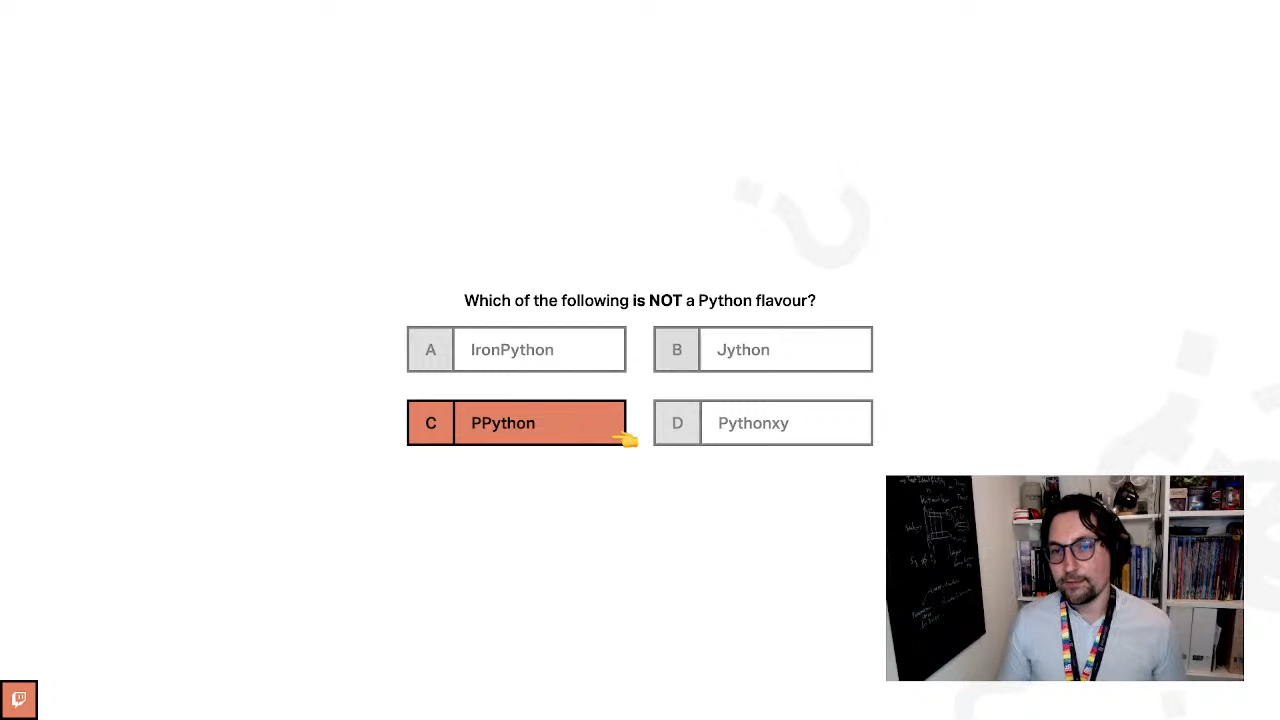 Which of the following is NOT a Python flavour?
A IronPython
B Jython
C PPython
D Pythonxy